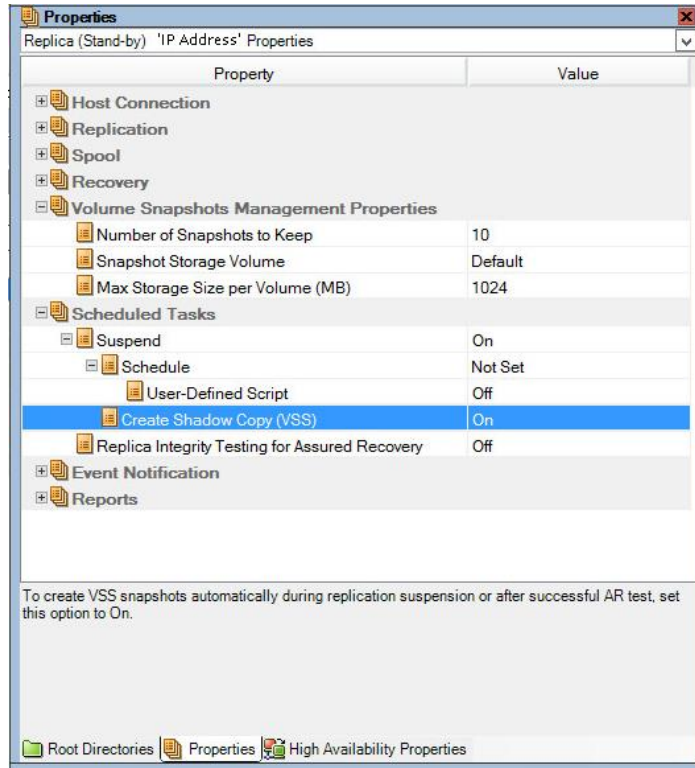 Properties
Replica (Stand-by) 'IP Address' Properties
Property Value
Host Connection
Replication
Spool
Recovery
Volume Snapshots Management Properties
Number of Snapshots to Keep 10
Snapshot Storage Volume Default
Max Storage Size per Volume (MB) 1024
Scheduled Tasks
Suspend On
Schedule Not Set
User-Defined Script Off
Create Shadow Copy (VSS) On
Replica Integrity Testing for Assured Recovery Off
Event Notification
Reports
To create VSS snapshots automatically during replication suspension or after successful AR test, set
this option to On.
Root Directories Properties High Availability Properties